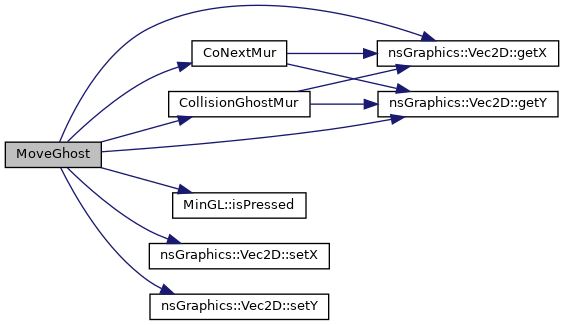 MoveGhost
CoNextMur
CollisionGhostMur
MinGL::isPressed
nsGraphics::Vec2D::setX
nsGraphics::Vec2D::setY
nsGraphics::Vec2D::getX
nsGraphics::Vec2D::getY